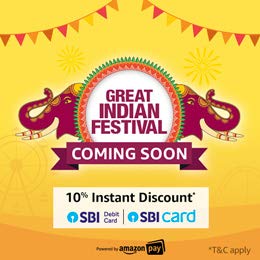 GREAT
INDIAN
FESTIVAL
COMING SOON
10% Instant Discount*
SBI Debit Card | SBI card
Powered by amazon pay
*T&C apply